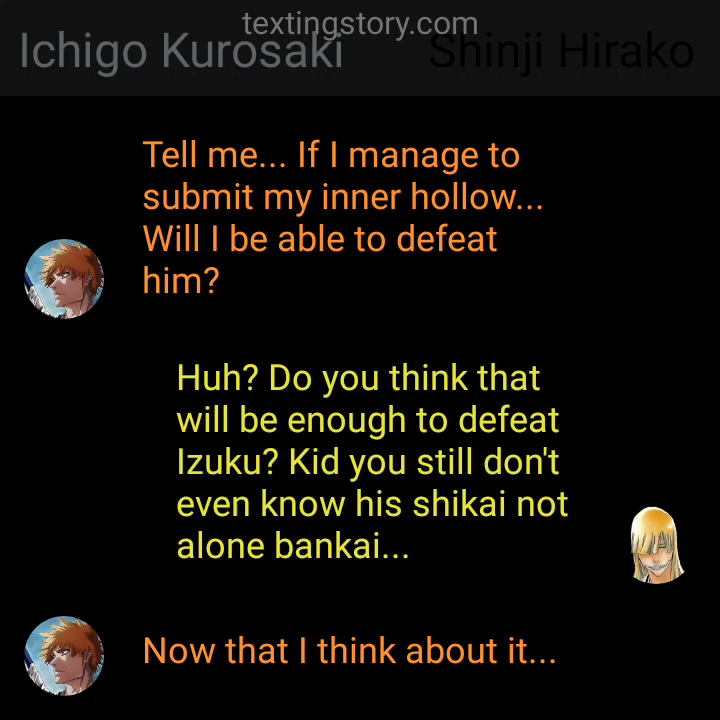 textingstory.com
Ichigo Kurosaki
Shinji Hirako
Tell me... If I manage to
submit my inner hollow...
Will I be able to defeat
him?
Huh? Do you think that
will be enough to defeat
Izuku? Kid you still don't
even know his shikai not
alone bankai...
Now that I think about it...